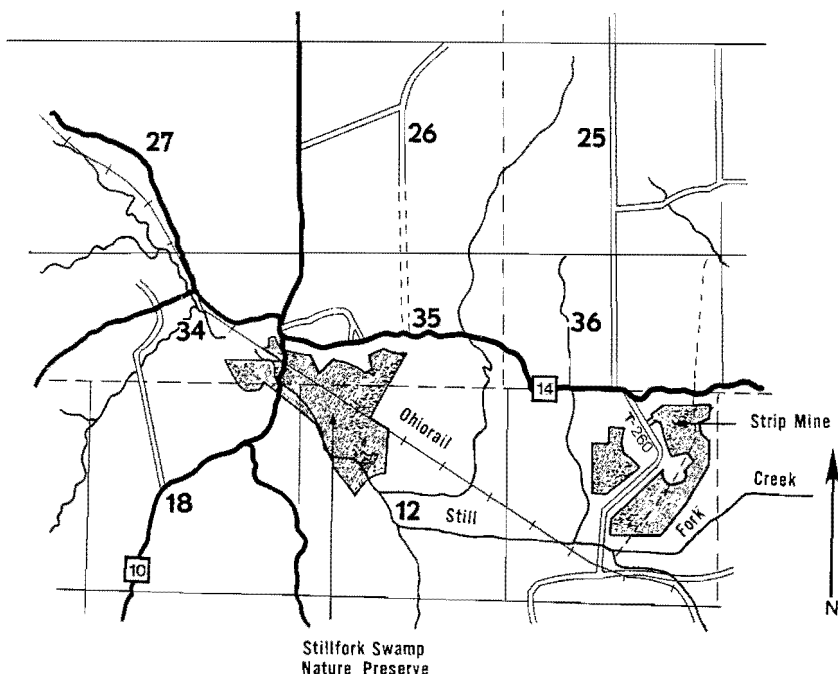 27
26
25
34
35
36
14
T-260
Strip Mine
Ohiorail
18
12
Still
Fork
Creek
10
N
Stillfork Swamp
Nature Preserve